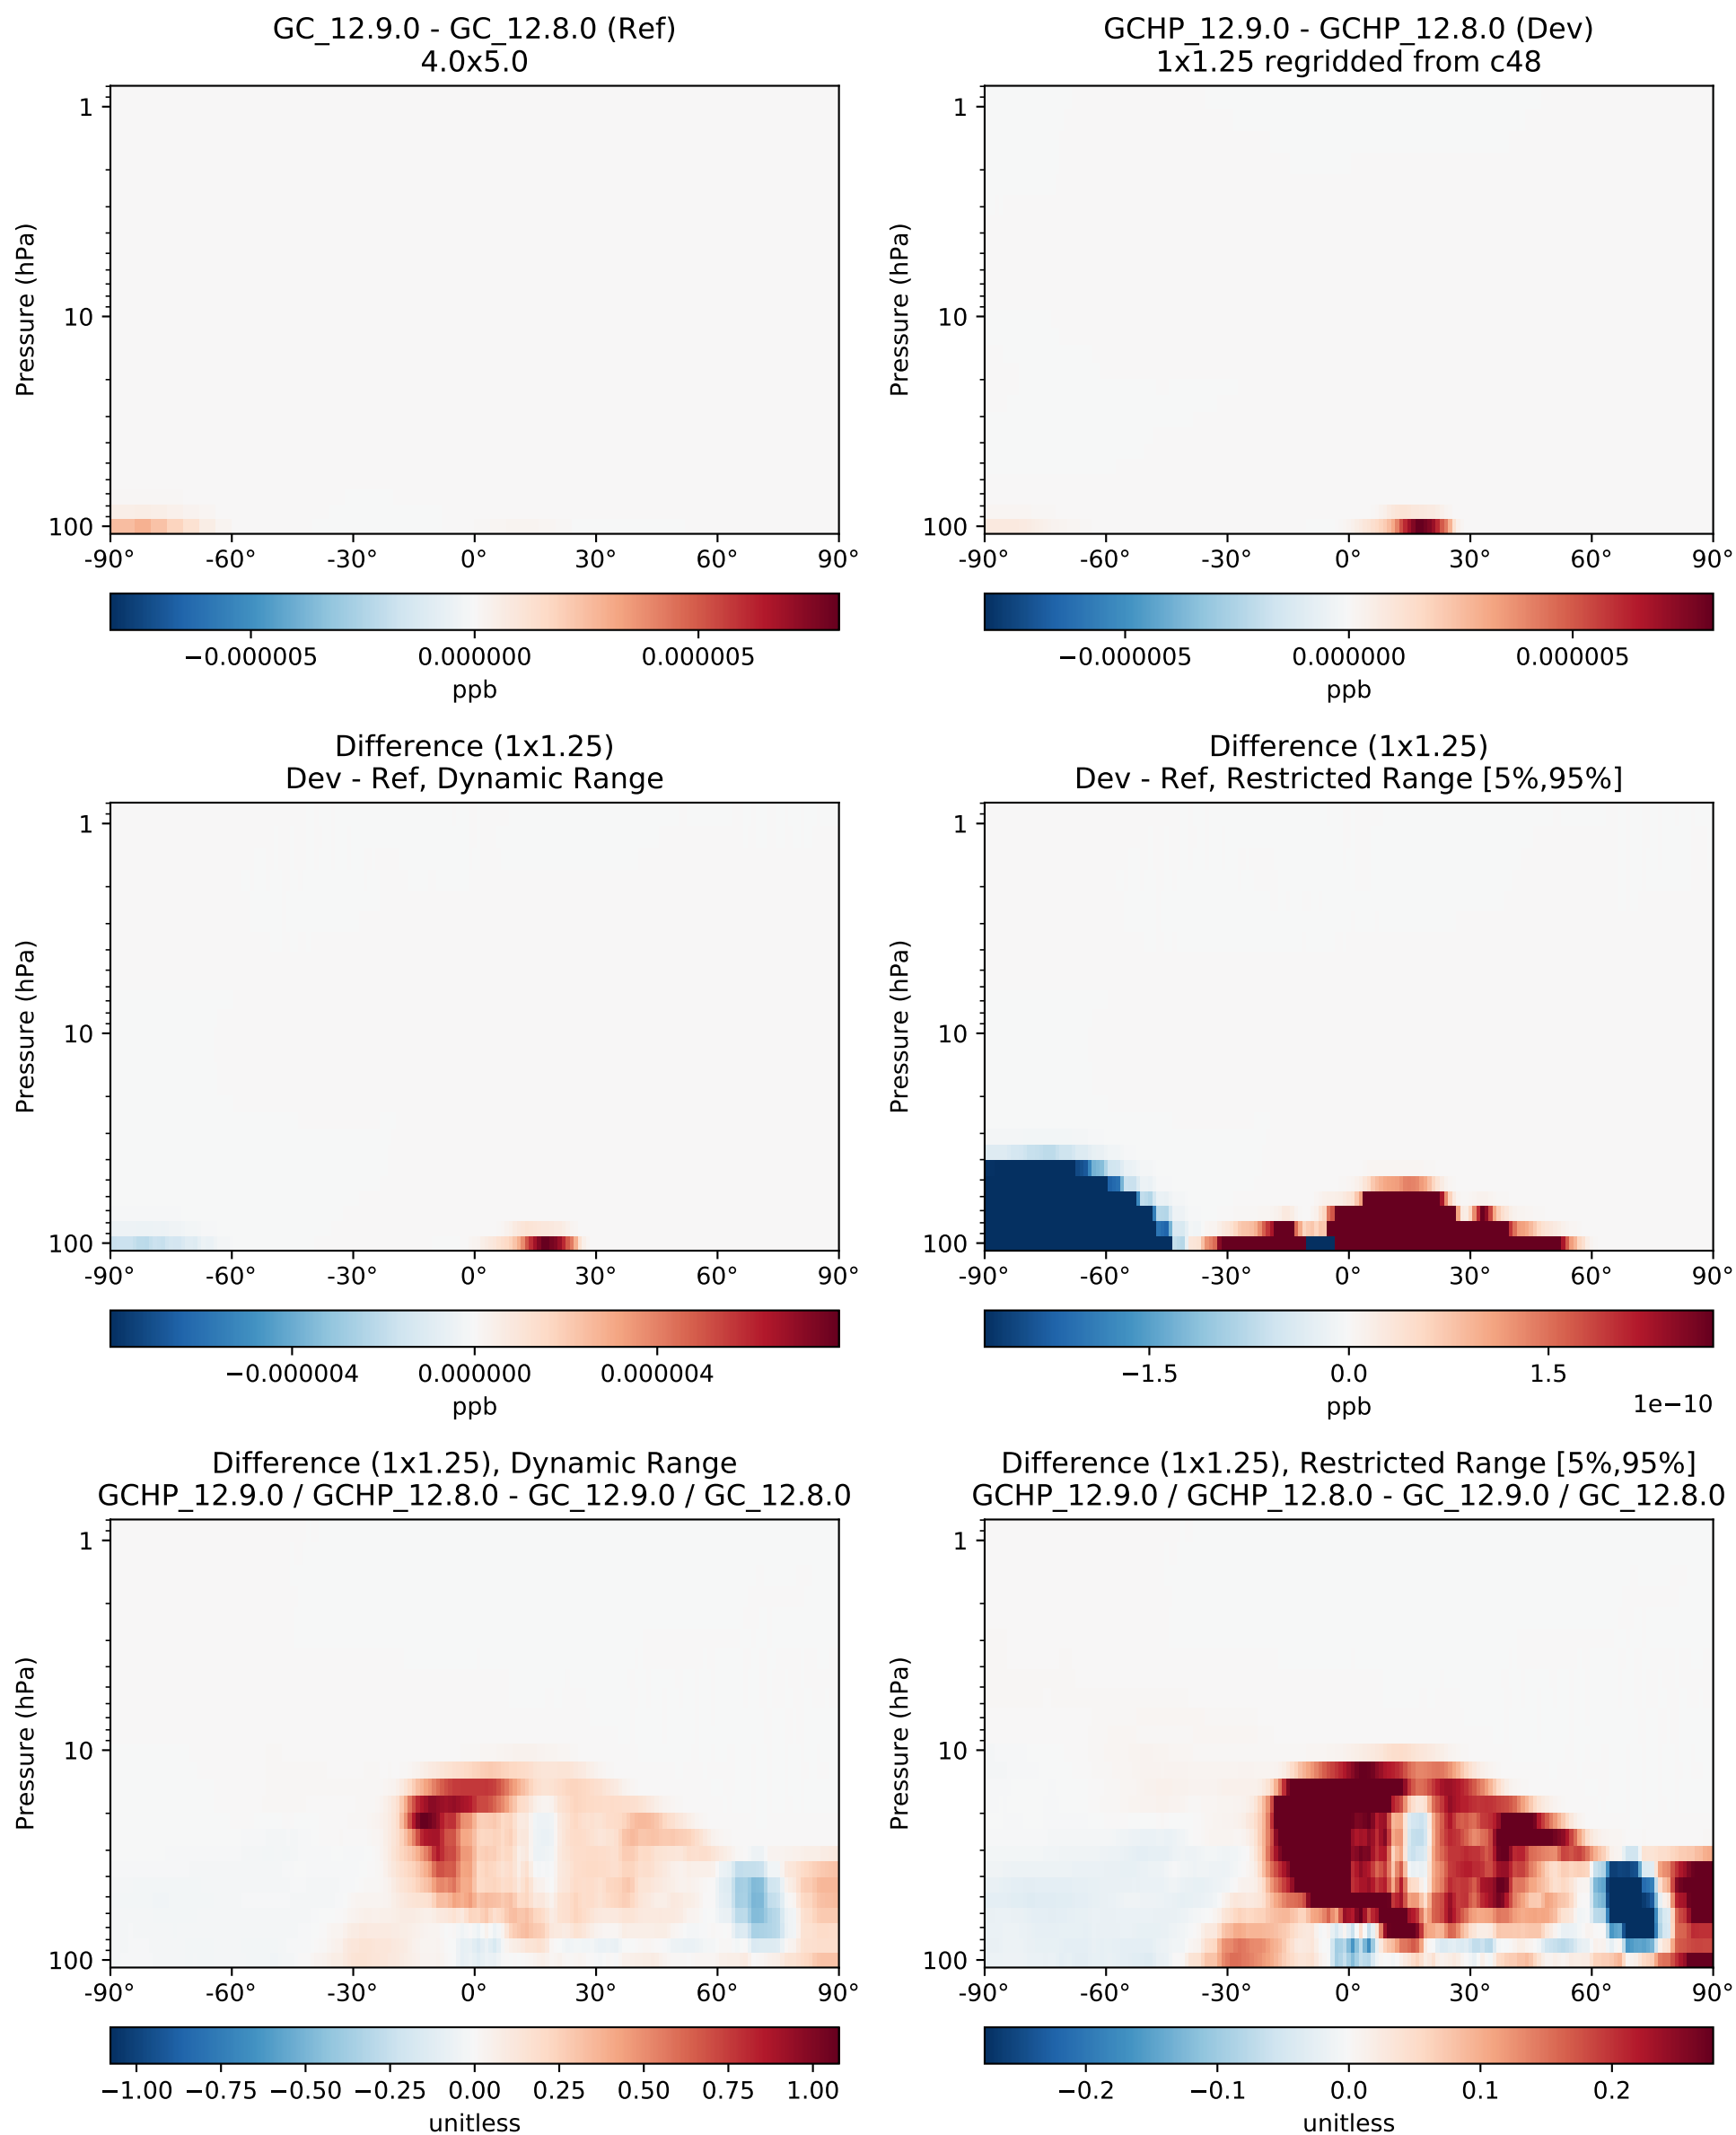 GC_12.9.0 - GC_12.8.0 (Ref)
4.0x5.0
Pressure (hPa)
1
10
100
-90° -60° -30° 0° 30° 60° 90°
−0.000005 0.000000 0.000005
ppb
GCHP_12.9.0 - GCHP_12.8.0 (Dev)
1x1.25 regridded from c48
Pressure (hPa)
1
10
100
-90° -60° -30° 0° 30° 60° 90°
−0.000005 0.000000 0.000005
ppb
Difference (1x1.25)
Dev - Ref, Dynamic Range
Pressure (hPa)
1
10
100
-90° -60° -30° 0° 30° 60° 90°
−0.000004 0.000000 0.000004
ppb
Difference (1x1.25)
Dev - Ref, Restricted Range [5%,95%]
Pressure (hPa)
1
10
100
-90° -60° -30° 0° 30° 60° 90°
−1.5 0.0 1.5
ppb
1e−10
Difference (1x1.25), Dynamic Range
GCHP_12.9.0 / GCHP_12.8.0 - GC_12.9.0 / GC_12.8.0
Pressure (hPa)
1
10
100
-90° -60° -30° 0° 30° 60° 90°
−1.00 −0.75 −0.50 −0.25 0.00 0.25 0.50 0.75 1.00
unitless
Difference (1x1.25), Restricted Range [5%,95%]
GCHP_12.9.0 / GCHP_12.8.0 - GC_12.9.0 / GC_12.8.0
Pressure (hPa)
1
10
100
-90° -60° -30° 0° 30° 60° 90°
−0.2 −0.1 0.0 0.1 0.2
unitless